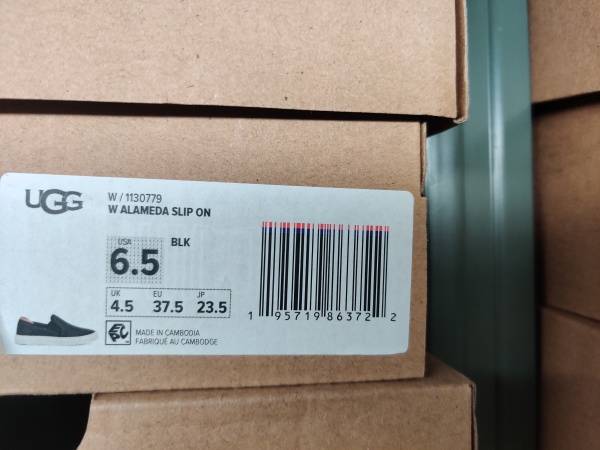 UGG
W / 1130779
W ALAMEDA SLIP ON
USA
6.5
BLK
UK EU JP
4.5 37.5 23.5
MADE IN CAMBODIA
FABRIQUÉ AU CAMBODGE
1 95719 86372 2